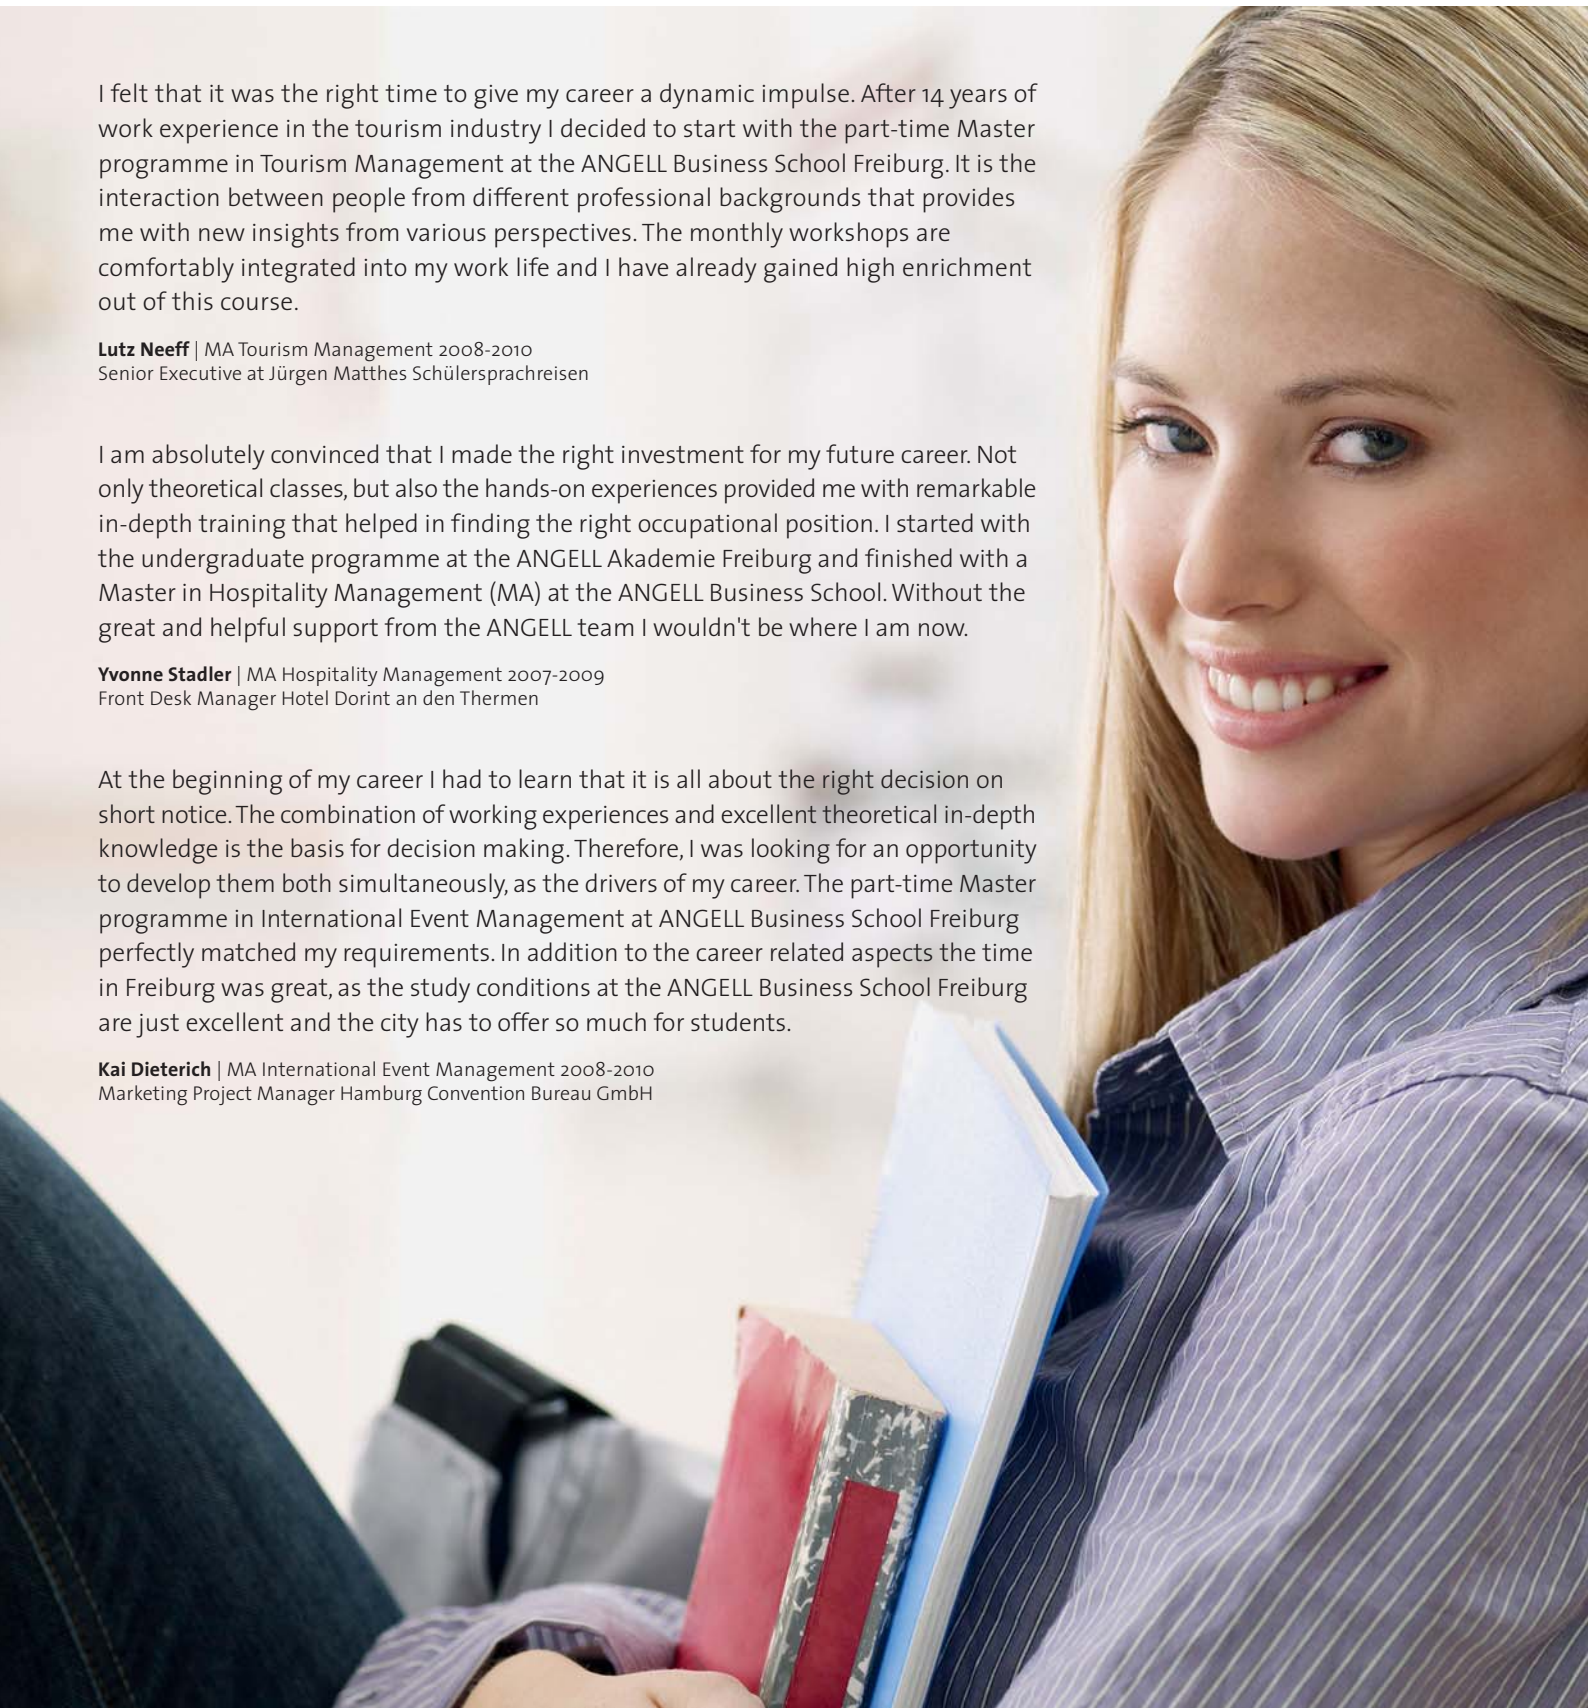 I felt that it was the right time to give my career a dynamic impulse. After 14 years of
work experience in the tourism industry I decided to start with the part-time Master
programme in Tourism Management at the ANGELL Business School Freiburg. It is the
interaction between people from different professional backgrounds that provides
me with new insights from various perspectives. The monthly workshops are
comfortably integrated into my work life and I have already gained high enrichment
out of this course.
Lutz Neeff | MA Tourism Management 2008-2010
Senior Executive at Jürgen Matthes Schülersprachreisen
I am absolutely convinced that I made the right investment for my future career. Not
only theoretical classes, but also the hands-on experiences provided me with remarkable
in-depth training that helped in finding the right occupational position. I started with
the undergraduate programme at the ANGELL Akademie Freiburg and finished with a
Master in Hospitality Management (MA) at the ANGELL Business School. Without the
great and helpful support from the ANGELL team I wouldn't be where I am now.
Yvonne Stadler | MA Hospitality Management 2007-2009
Front Desk Manager Hotel Dorint an den Thermen
At the beginning of my career I had to learn that it is all about the right decision on
short notice. The combination of working experiences and excellent theoretical in-depth
knowledge is the basis for decision making. Therefore, I was looking for an opportunity
to develop them both simultaneously, as the drivers of my career. The part-time Master
programme in International Event Management at ANGELL Business School Freiburg
perfectly matched my requirements. In addition to the career related aspects the time
in Freiburg was great, as the study conditions at the ANGELL Business School Freiburg
are just excellent and the city has to offer so much for students.
Kai Dieterich | MA International Event Management 2008-2010
Marketing Project Manager Hamburg Convention Bureau GmbH